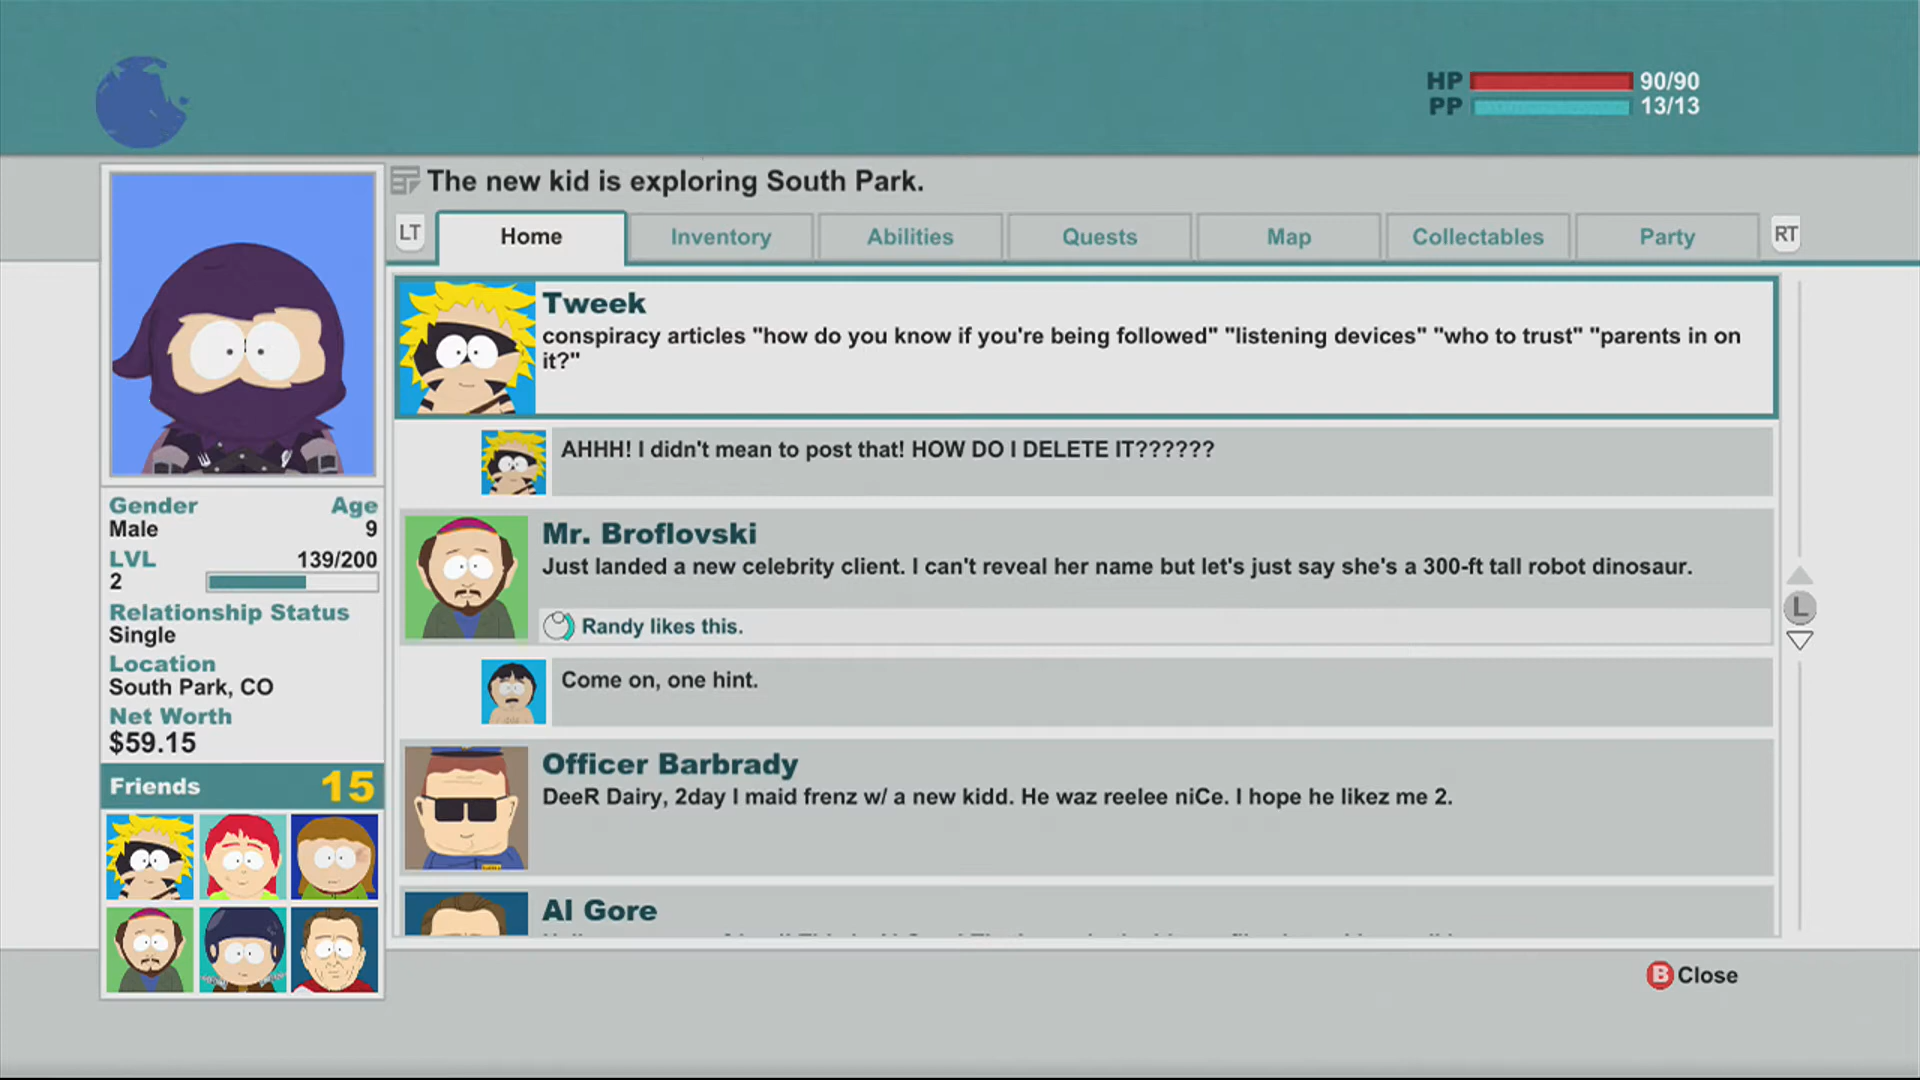 HP 90/90
PP 13/13
The new kid is exploring South Park.
LT Home Inventory Abilities Quests Map Collectables Party RT
Tweek
conspiracy articles "how do you know if you're being followed" "listening devices" "who to trust" "parents in on
it?"
AHHH! I didn't mean to post that! HOW DO I DELETE IT??????
Mr. Broflovski
Just landed a new celebrity client. I can't reveal her name but let's just say she's a 300-ft tall robot dinosaur.
Randy likes this.
Come on, one hint.
Officer Barbrady
DeeR Dairy, 2day I maid frenz w/ a new kidd. He waz reelee niCe. I hope he likez me 2.
Al Gore
L
Gender Age
Male 9
LVL 139/200
2
Relationship Status
Single
Location
South Park, CO
Net Worth
$59.15
Friends 15
B Close